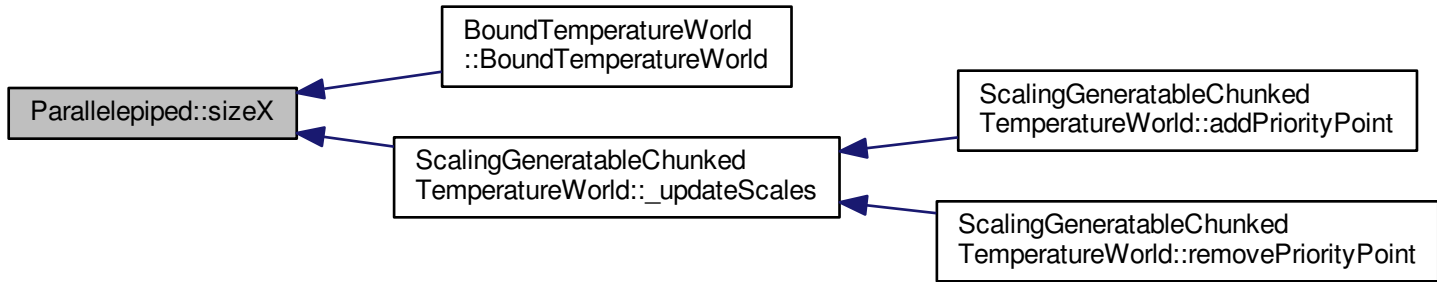 Parallelepiped::sizeX
BoundTemperatureWorld
::BoundTemperatureWorld
ScalingGeneratableChunked
TemperatureWorld::_updateScales
ScalingGeneratableChunked
TemperatureWorld::addPriorityPoint
ScalingGeneratableChunked
TemperatureWorld::removePriorityPoint